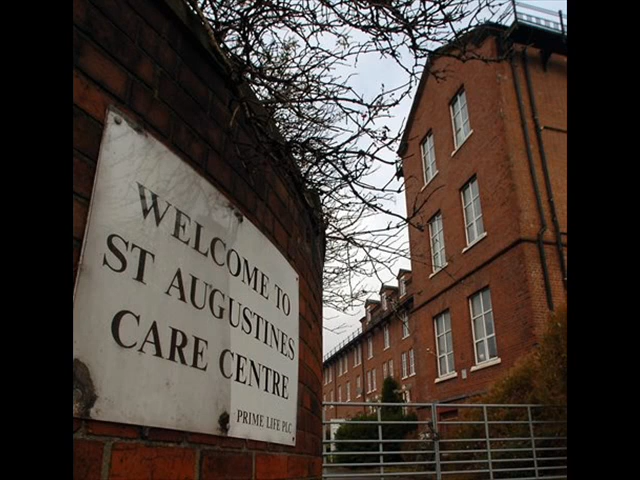 WELCOME TO
ST AUGUSTINES
CARE CENTRE
PRIME LIFE PLC